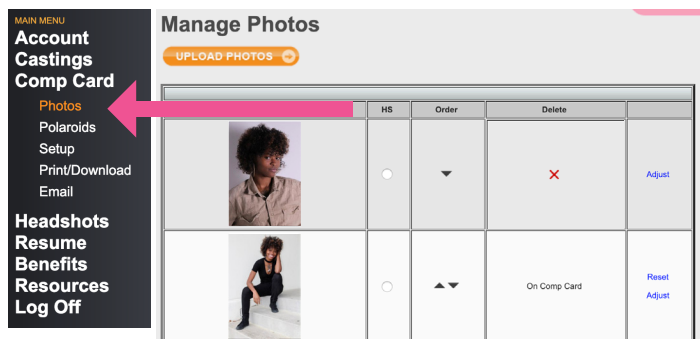 MAIN MENU
Account
Castings
Comp Card
Photos
Polaroids
Setup
Print/Download
Email
Headshots
Resume
Benefits
Resources
Log Off
Manage Photos
UPLOAD PHOTOS
HS Order Delete
Adjust
On Comp Card
Reset
Adjust